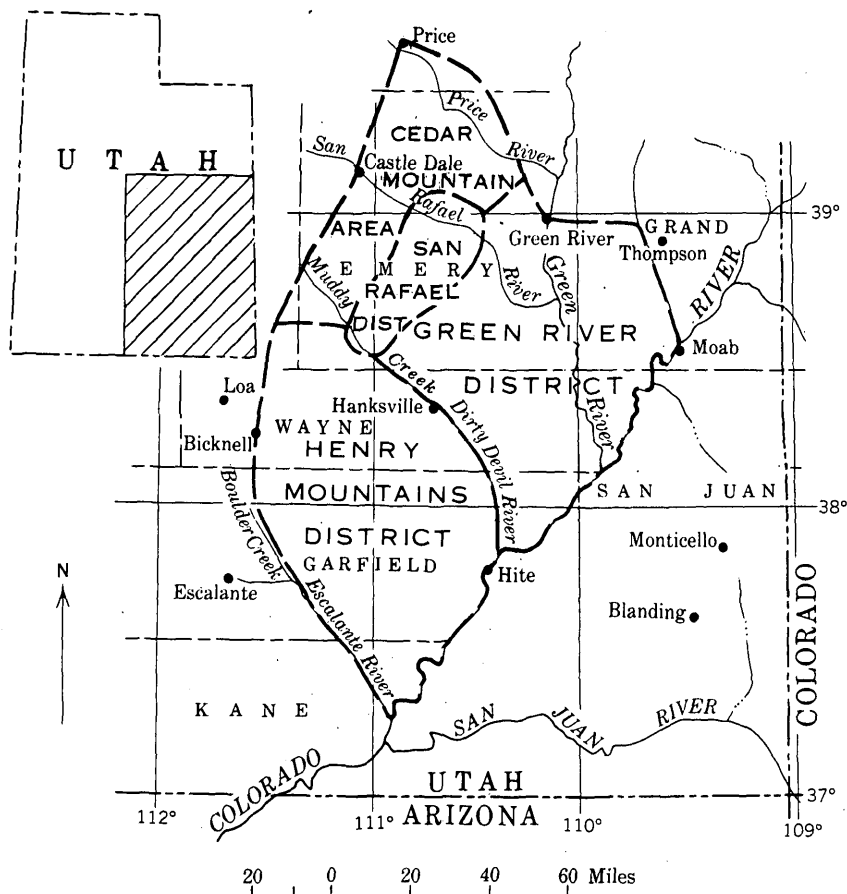 Price
Price
River
CEDAR
MOUNTAIN
AREA
UTAH
San
Castle Dale
Rafael
River
39°
Green River
GRAND
Thompson
SAN
RAFAEL
DIST
EMERY
Muddy
Creek
Green
River
RIVER
GREEN RIVER
DISTRICT
Moab
Loa
Hanksville
Dirty Devil River
Bicknell
WAYNE
HENRY
MOUNTAINS
DISTRICT
SAN JUAN
38°
Boulder Creek
GARFIELD
Monticello
N
Escalante
Hite
Escalante River
Blanding
COLORADO
KANE
SAN JUAN RIVER
COLORADO
UTAH
37°
ARIZONA
112°
111°
110°
109°
20 0 20 40 60 Miles